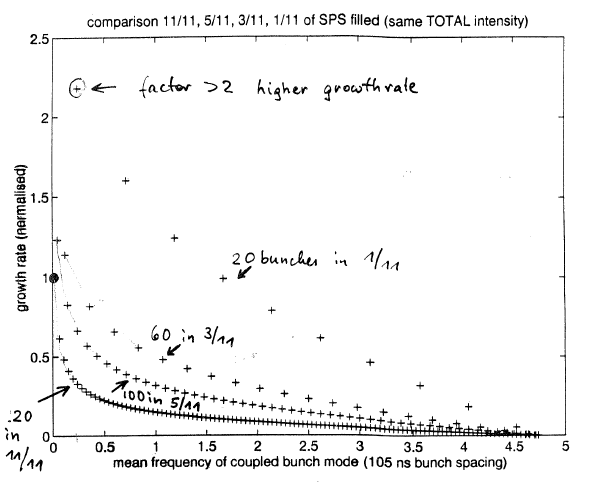 comparison 11/11, 5/11, 3/11, 1/11 of SPS filled (same TOTAL intensity)
2.5
← factor >2 higher growthrate
2
1.5
growth rate (normalised)
20 bunches in 1/11
1
60 in 3/11
0.5
100 in 5/11
:20
in
11/11
0
0 0.5 1 1.5 2 2.5 3 3.5 4 4.5 5
mean frequency of coupled bunch mode (105 ns bunch spacing)